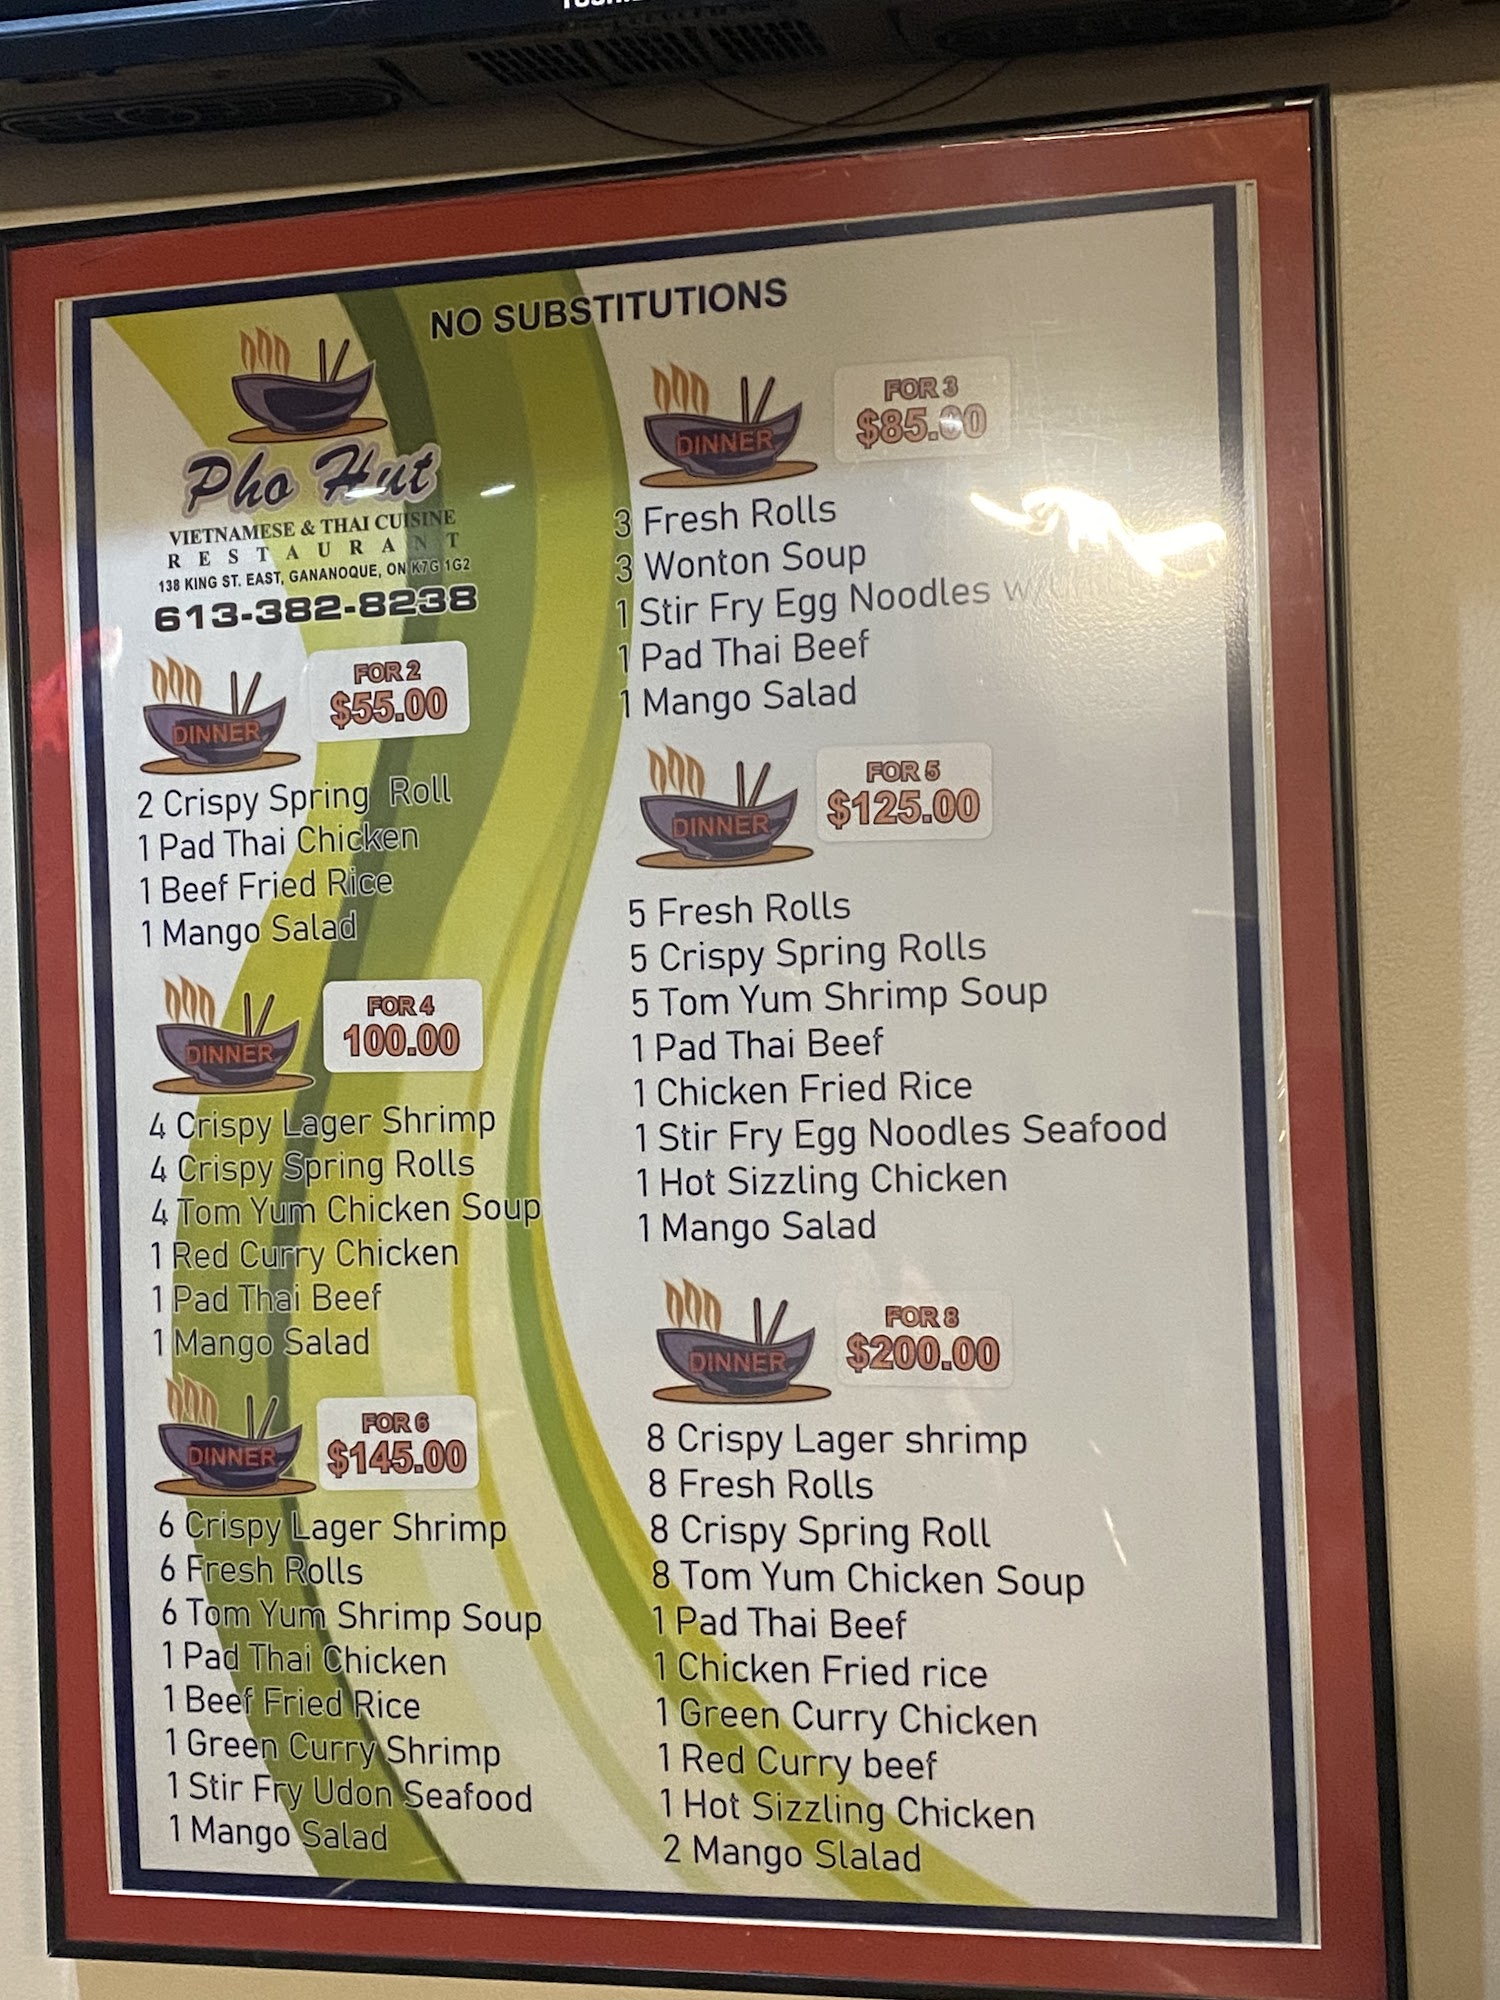 NO SUBSTITUTIONS
Pho Hut
VIETNAMESE & THAI CUISINE
RESTAURANT
138 KING ST. EAST, GANANOQUE, ON K7G 1G2
613-382-8238
DINNER
FOR 2
$55.00
2 Crispy Spring Roll
1 Pad Thai Chicken
1 Beef Fried Rice
1 Mango Salad
DINNER
FOR 4
100.00
4 Crispy Lager Shrimp
4 Crispy Spring Rolls
4 Tom Yum Chicken Soup
1 Red Curry Chicken
1 Pad Thai Beef
1 Mango Salad
DINNER
FOR 6
$145.00
6 Crispy Lager Shrimp
6 Fresh Rolls
6 Tom Yum Shrimp Soup
1 Pad Thai Chicken
1 Beef Fried Rice
1 Green Curry Shrimp
1 Stir Fry Udon Seafood
1 Mango Salad
DINNER
FOR 3
$85.00
3 Fresh Rolls
3 Wonton Soup
1 Stir Fry Egg Noodles
1 Pad Thai Beef
1 Mango Salad
DINNER
FOR 5
$125.00
5 Fresh Rolls
5 Crispy Spring Rolls
5 Tom Yum Shrimp Soup
1 Pad Thai Beef
1 Chicken Fried Rice
1 Stir Fry Egg Noodles Seafood
1 Hot Sizzling Chicken
1 Mango Salad
DINNER
FOR 8
$200.00
8 Crispy Lager shrimp
8 Fresh Rolls
8 Crispy Spring Roll
8 Tom Yum Chicken Soup
1 Pad Thai Beef
1 Chicken Fried rice
1 Green Curry Chicken
1 Red Curry beef
1 Hot Sizzling Chicken
2 Mango Slalad